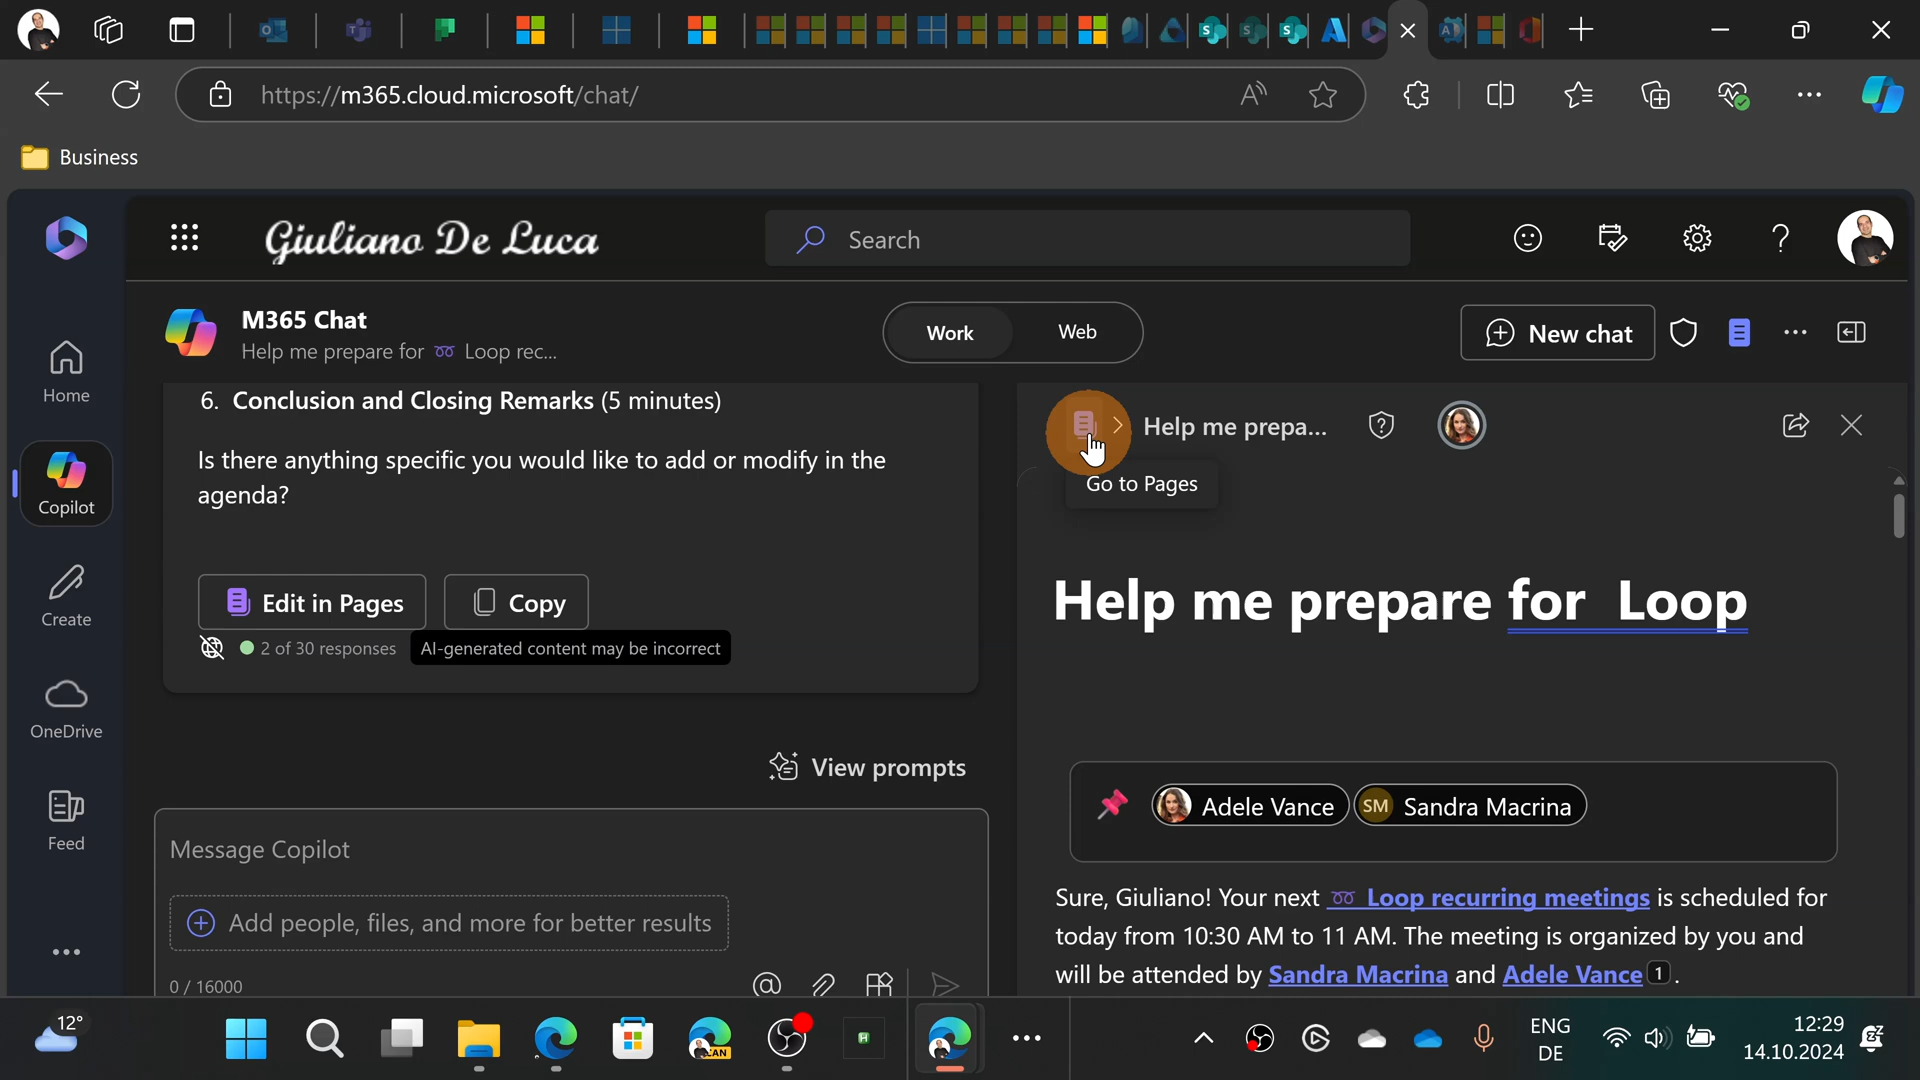 https://m365.cloud.microsoft/chat/
Business
Giuliano De Luca
Search
M365 Chat
Help me prepare for Loop rec...
Work
Web
New chat
Home
Copilot
Create
OneDrive
Feed
6. Conclusion and Closing Remarks (5 minutes)
Is there anything specific you would like to add or modify in the
agenda?
Edit in Pages
Copy
2 of 30 responses
AI-generated content may be incorrect
View prompts
Message Copilot
Add people, files, and more for better results
0 / 16000
Help me prepa...
Go to Pages
Help me prepare for Loop
Adele Vance
SM Sandra Macrina
Sure, Giuliano! Your next Loop recurring meetings is scheduled for
today from 10:30 AM to 11 AM. The meeting is organized by you and
will be attended by Sandra Macrina and Adele Vance 1 .
12°
CAN
H
ENG
DE
12:29
14.10.2024